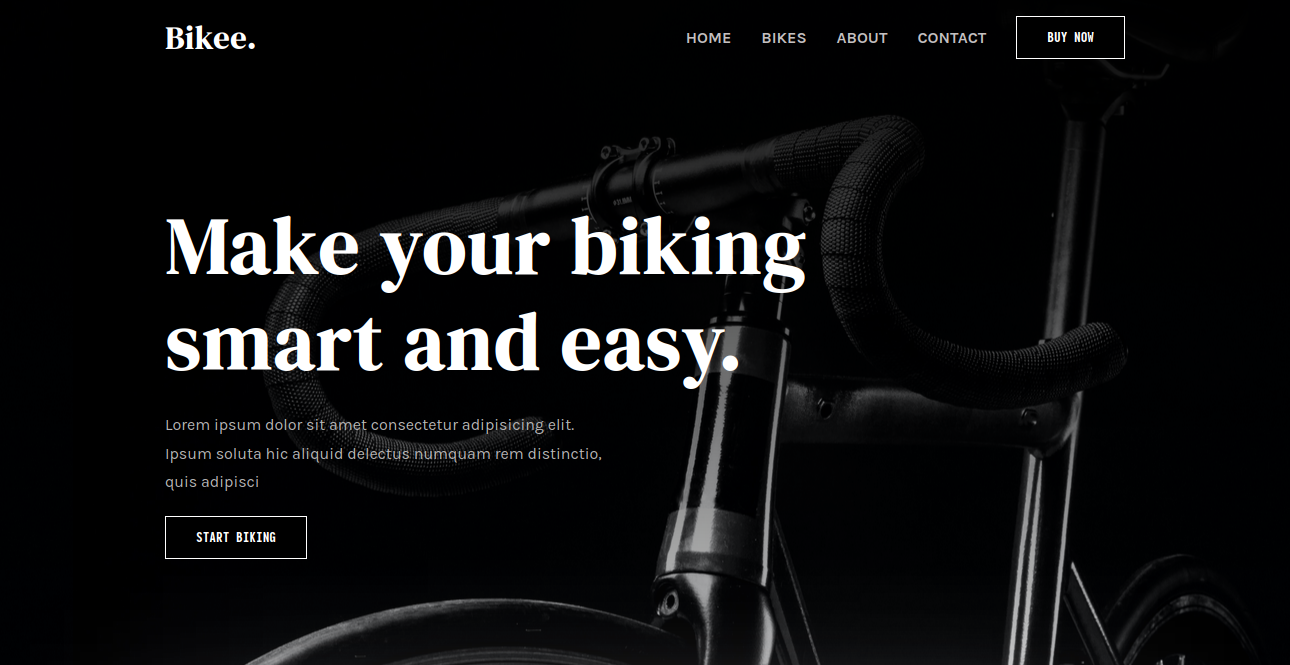 Bikee.
HOME BIKES ABOUT CONTACT BUY NOW
Make your biking
smart and easy.
Lorem ipsum dolor sit amet consectetur adipisicing elit.
Ipsum soluta hic aliquid delectus numquam rem distinctio,
quis adipisci
START BIKING